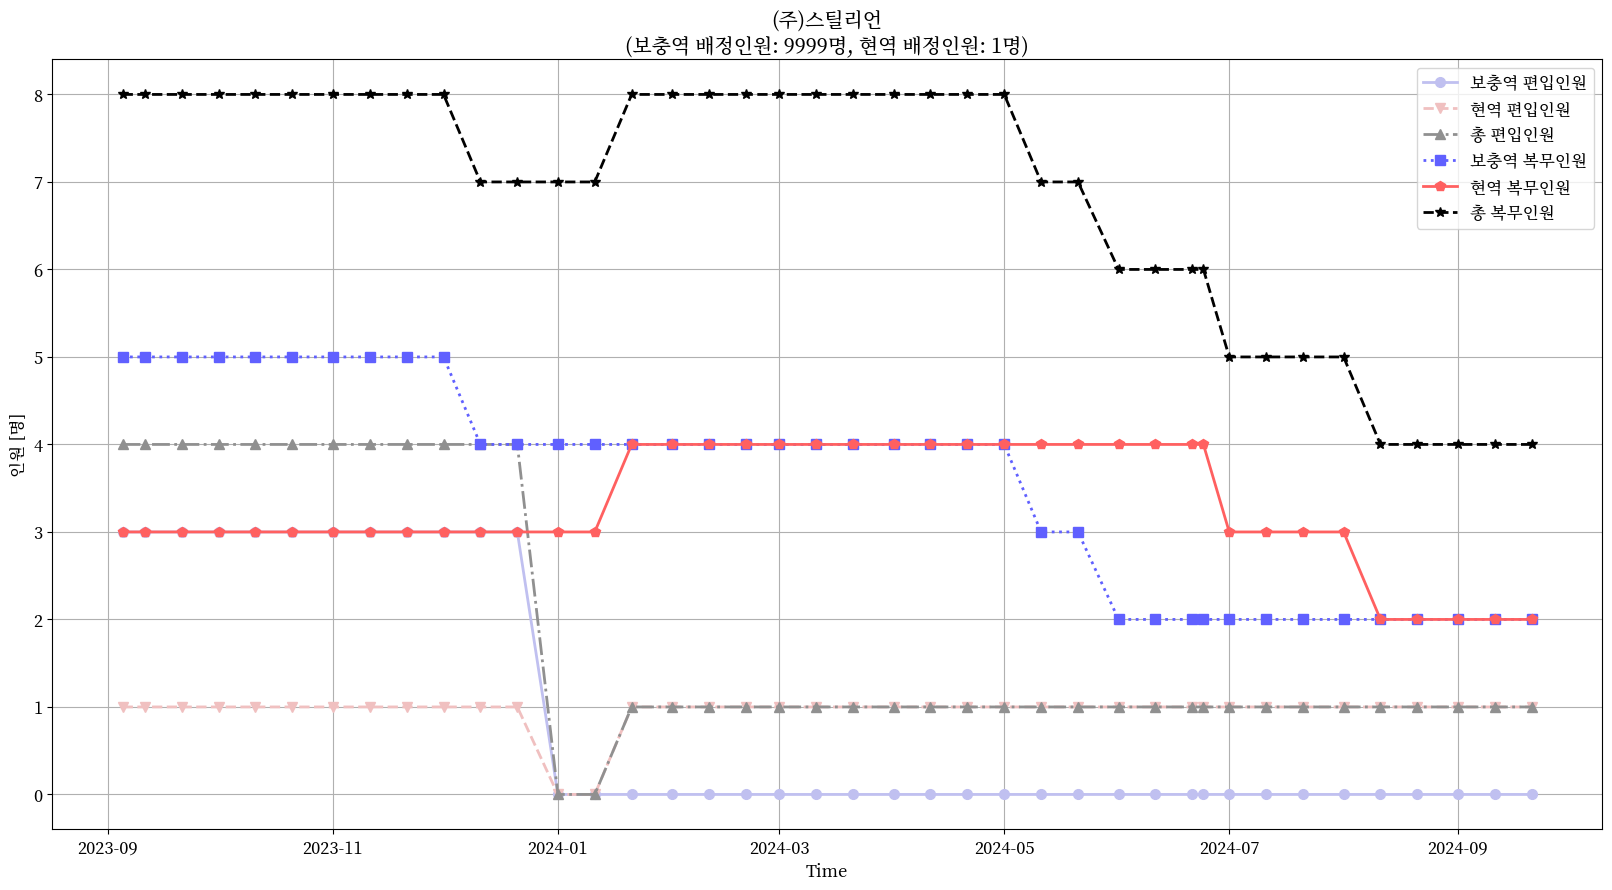 (주)스틸리언
(보충역 배정인원: 9999명, 현역 배정인원: 1명)
보충역 편입인원
현역 편입인원
총 편입인원
보충역 복무인원
현역 복무인원
총 복무인원
인원 [명]
8
7
6
5
4
3
2
1
0
2023-09
2023-11
2024-01
2024-03
2024-05
2024-07
2024-09
Time